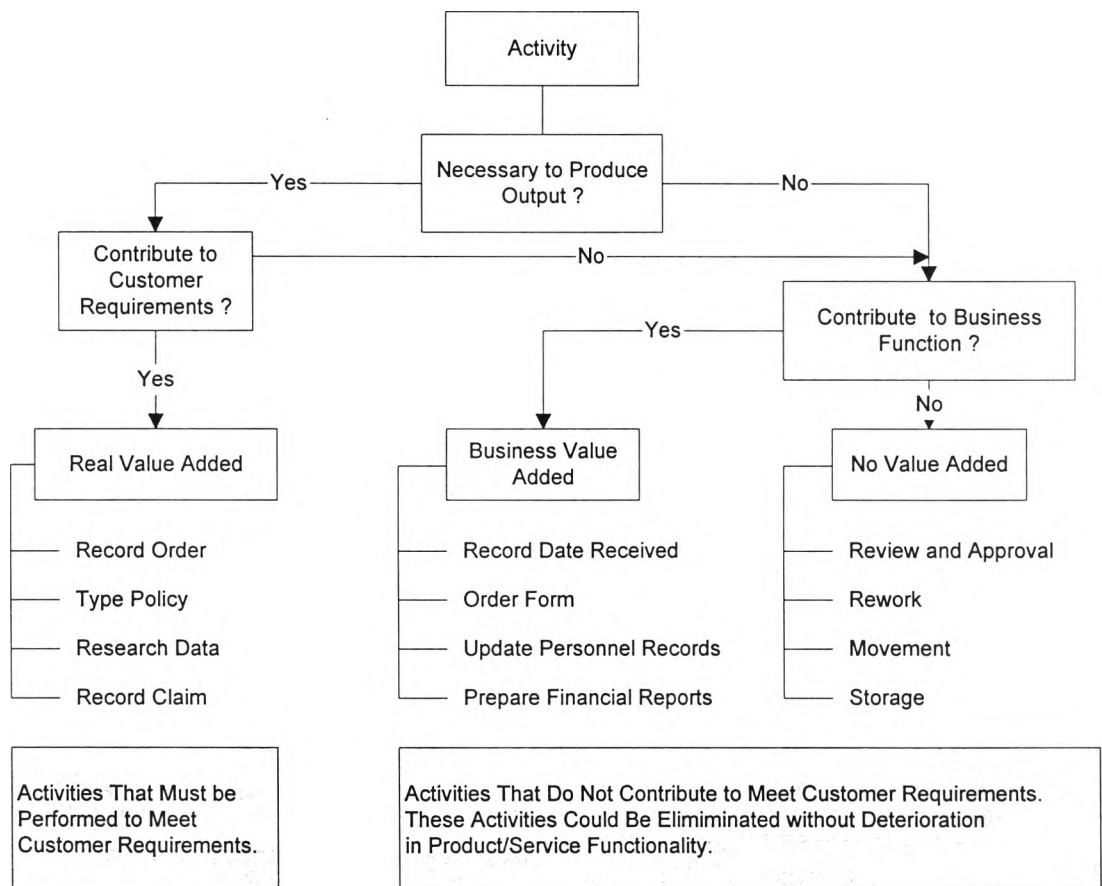 Activity
Necessary to Produce
Output ?
Yes
No
Contribute to
Customer
Requirements ?
No
Contribute to Business
Function ?
Yes
Yes
No
Real Value Added
Business Value
Added
No Value Added
Record Order
Type Policy
Research Data
Record Claim
Record Date Received
Order Form
Update Personnel Records
Prepare Financial Reports
Review and Approval
Rework
Movement
Storage
Activities That Must be
Performed to Meet
Customer Requirements.
Activities That Do Not Contribute to Meet Customer Requirements.
These Activities Could Be Elimiminated without Deterioration
in Product/Service Functionality.